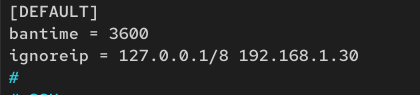 [DEFAULT]
bantime = 3600
ignoreip = 127.0.0.1/8 192.168.1.30
#
#